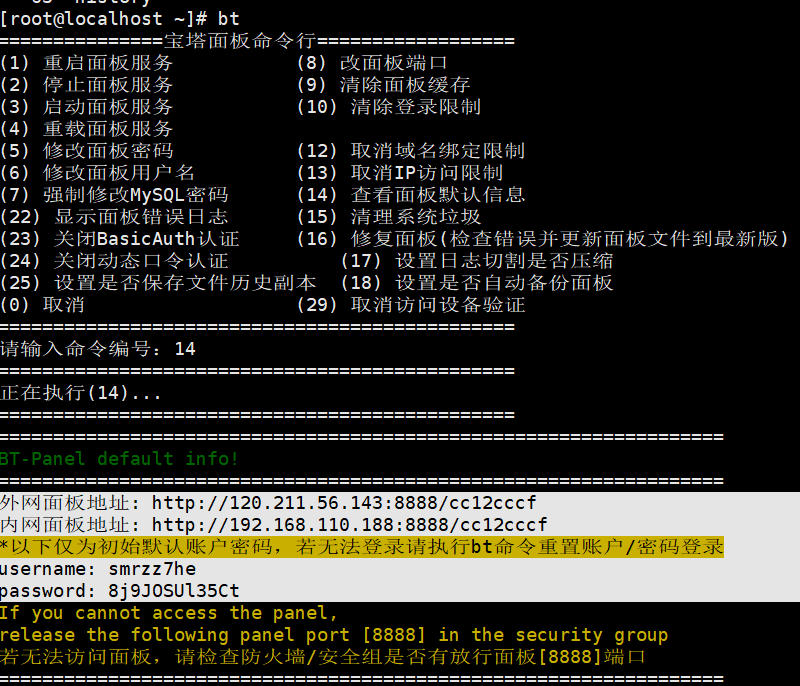 [root@localhost ~]# bt
===============宝塔面板命令行==================
(1) 重启面板服务 (8) 改面板端口
(2) 停止面板服务 (9) 清除面板缓存
(3) 启动面板服务 (10) 清除登录限制
(4) 重载面板服务
(5) 修改面板密码 (12) 取消域名绑定限制
(6) 修改面板用户名 (13) 取消IP访问限制
(7) 强制修改MySQL密码 (14) 查看面板默认信息
(22) 显示面板错误日志 (15) 清理系统垃圾
(23) 关闭BasicAuth认证 (16) 修复面板(检查错误并更新面板文件到最新版)
(24) 关闭动态口令认证 (17) 设置日志切割是否压缩
(25) 设置是否保存文件历史副本 (18) 设置是否自动备份面板
(0) 取消 (29) 取消访问设备验证
===============================================
请输入命令编号：14
===============================================
正在执行(14)...
===============================================
==================================================================
BT-Panel default info!
==================================================================
外网面板地址: http://120.211.56.143:8888/cc12cccf
内网面板地址: http://192.168.110.188:8888/cc12cccf
*以下仅为初始默认账户密码，若无法登录请执行bt命令重置账户/密码登录
username: smrzz7he
password: 8j9JOSUl35Ct
If you cannot access the panel,
release the following panel port [8888] in the security group
若无法访问面板，请检查防火墙/安全组是否有放行面板[8888]端口
==================================================================